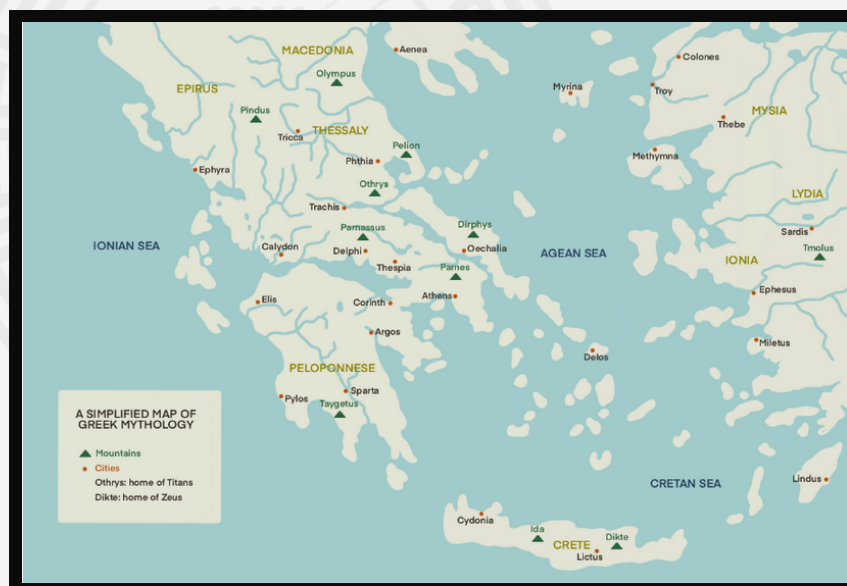 MACEDONIA
Aenea
Olympus
EPIRUS
Colones
Myrina
Troy
Pindus
MYSIA
Thebe
Tricca
THESSALY
Pelion
Phthia
Methymna
Ephyra
Othrys
LYDIA
Trachis
Parnassus
Dirphys
Sardis
IONIAN SEA
Calydon
Delphi
Oechalia
AGEAN SEA
Tmolus
Thespia
Parnes
IONIA
Elis
Corinth
Athens
Ephesus
Argos
Miletus
Delos
PELOPONNESE
Sparta
Pylos
Taygetus
A SIMPLIFIED MAP OF
GREEK MYTHOLOGY
Mountains
Cities
Othrys: home of Titans
Dikte: home of Zeus
CRETAN SEA
Lindus
Cydonia
Ida
CRETE
Dikte
Lictus